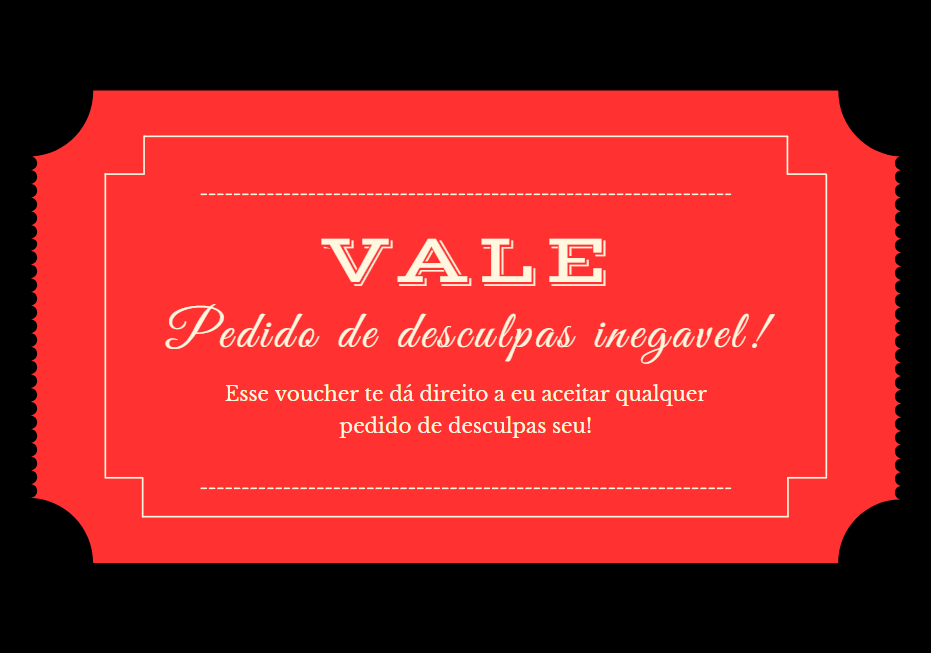 VALE
Pedido de desculpas inegavel!
Esse voucher te dá direito a eu aceitar qualquer
pedido de desculpas seu!